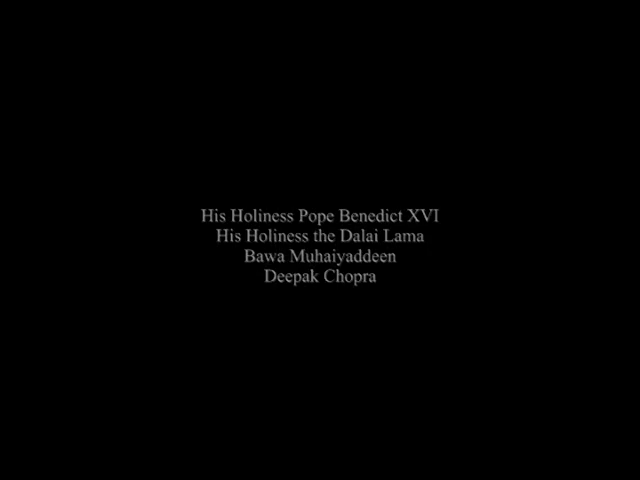 His Holiness Pope Benedict XVI
His Holiness the Dalai Lama
Bawa Muhaiyaddeen
Deepak Chopra